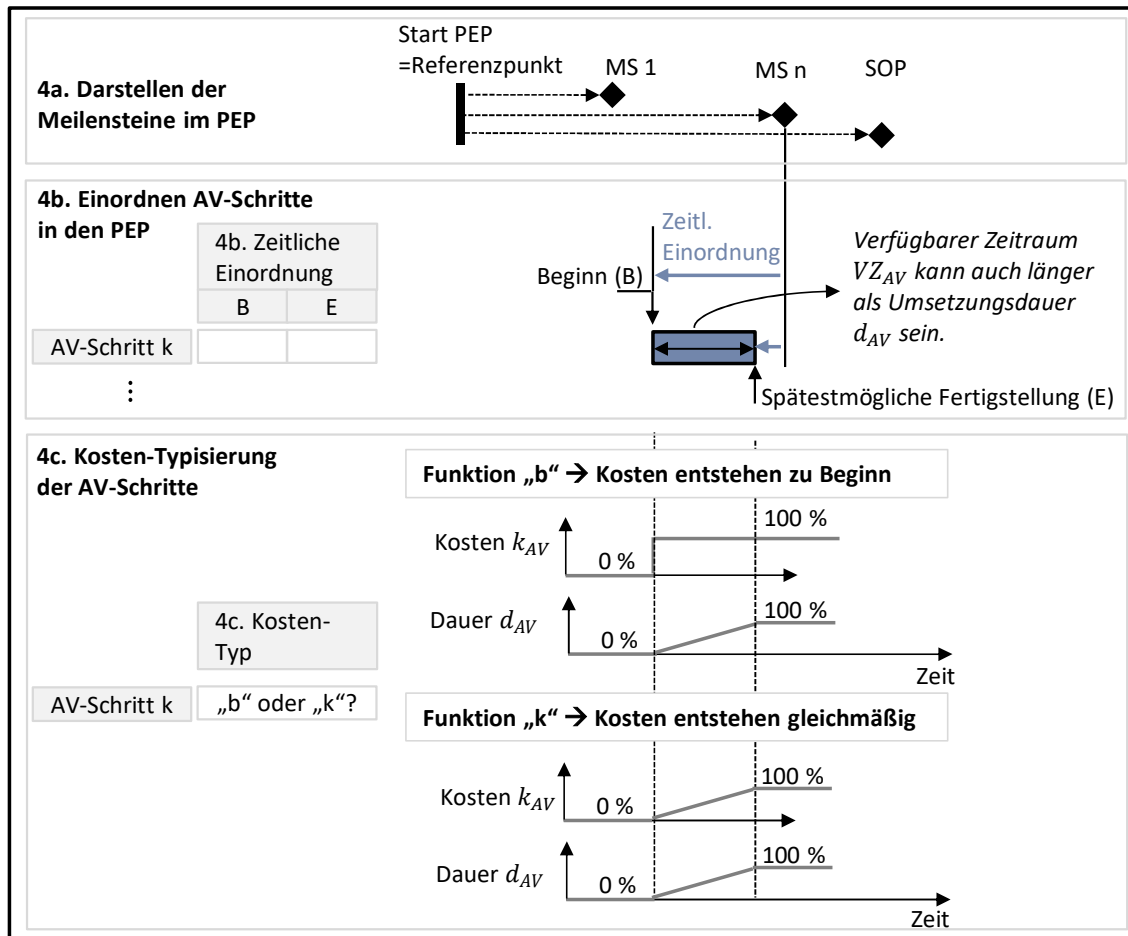 Start PEP
=Referenzpunkt
MS 1
MS n
SOP
4a. Darstellen der
Meilensteine im PEP
4b. Einordnen AV-Schritte
in den PEP
4b. Zeitliche
Einordnung
B
E
AV-Schritt k
⋮
Zeitl.
Einordnung
Beginn (B)
Verfügbarer Zeitraum
VZ_AV kann auch länger
als Umsetzungsdauer
d_AV sein.
Spätestmögliche Fertigstellung (E)
4c. Kosten-Typisierung
der AV-Schritte
Funktion „b“ → Kosten entstehen zu Beginn
Kosten k_AV
0 %
100 %
Dauer d_AV
0 %
100 %
Zeit
4c. Kosten-
Typ
AV-Schritt k
„b“ oder „k“?
Funktion „k“ → Kosten entstehen gleichmäßig
Kosten k_AV
0 %
100 %
Dauer d_AV
0 %
100 %
Zeit